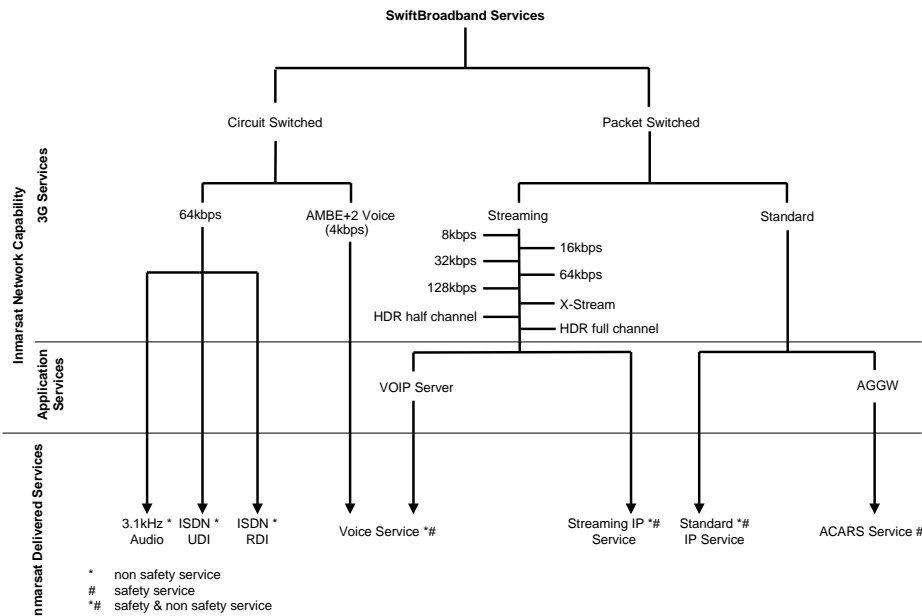 SwiftBroadband Services
Circuit Switched
Packet Switched
Inmarsat Network Capability
3G Services
64kbps
AMBE+2 Voice
(4kbps)
Streaming
Standard
8kbps
16kbps
32kbps
64kbps
128kbps
X-Stream
HDR half channel
HDR full channel
Application
Services
VOIP Server
AGGW
nmarsat Delivered Services
3.1kHz *
Audio
ISDN *
UDI
ISDN *
RDI
Voice Service *#
Streaming IP *#
Service
Standard *#
IP Service
ACARS Service #
* non safety service
# safety service
*# safety & non safety service